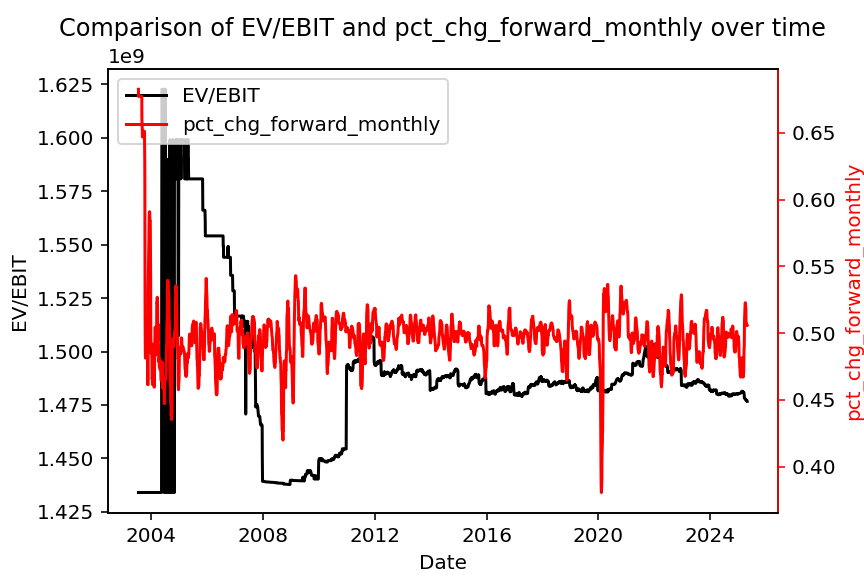 Comparison of EV/EBIT and pct_chg_forward_monthly over time
1e9
EV/EBIT
pct_chg_forward_monthly
1.625
1.600
1.575
1.550
1.525
1.500
1.475
1.450
1.425
EV/EBIT
0.65
0.60
0.55
0.50
0.45
0.40
pct_chg_forward_monthly
2004 2008 2012 2016 2020 2024
Date